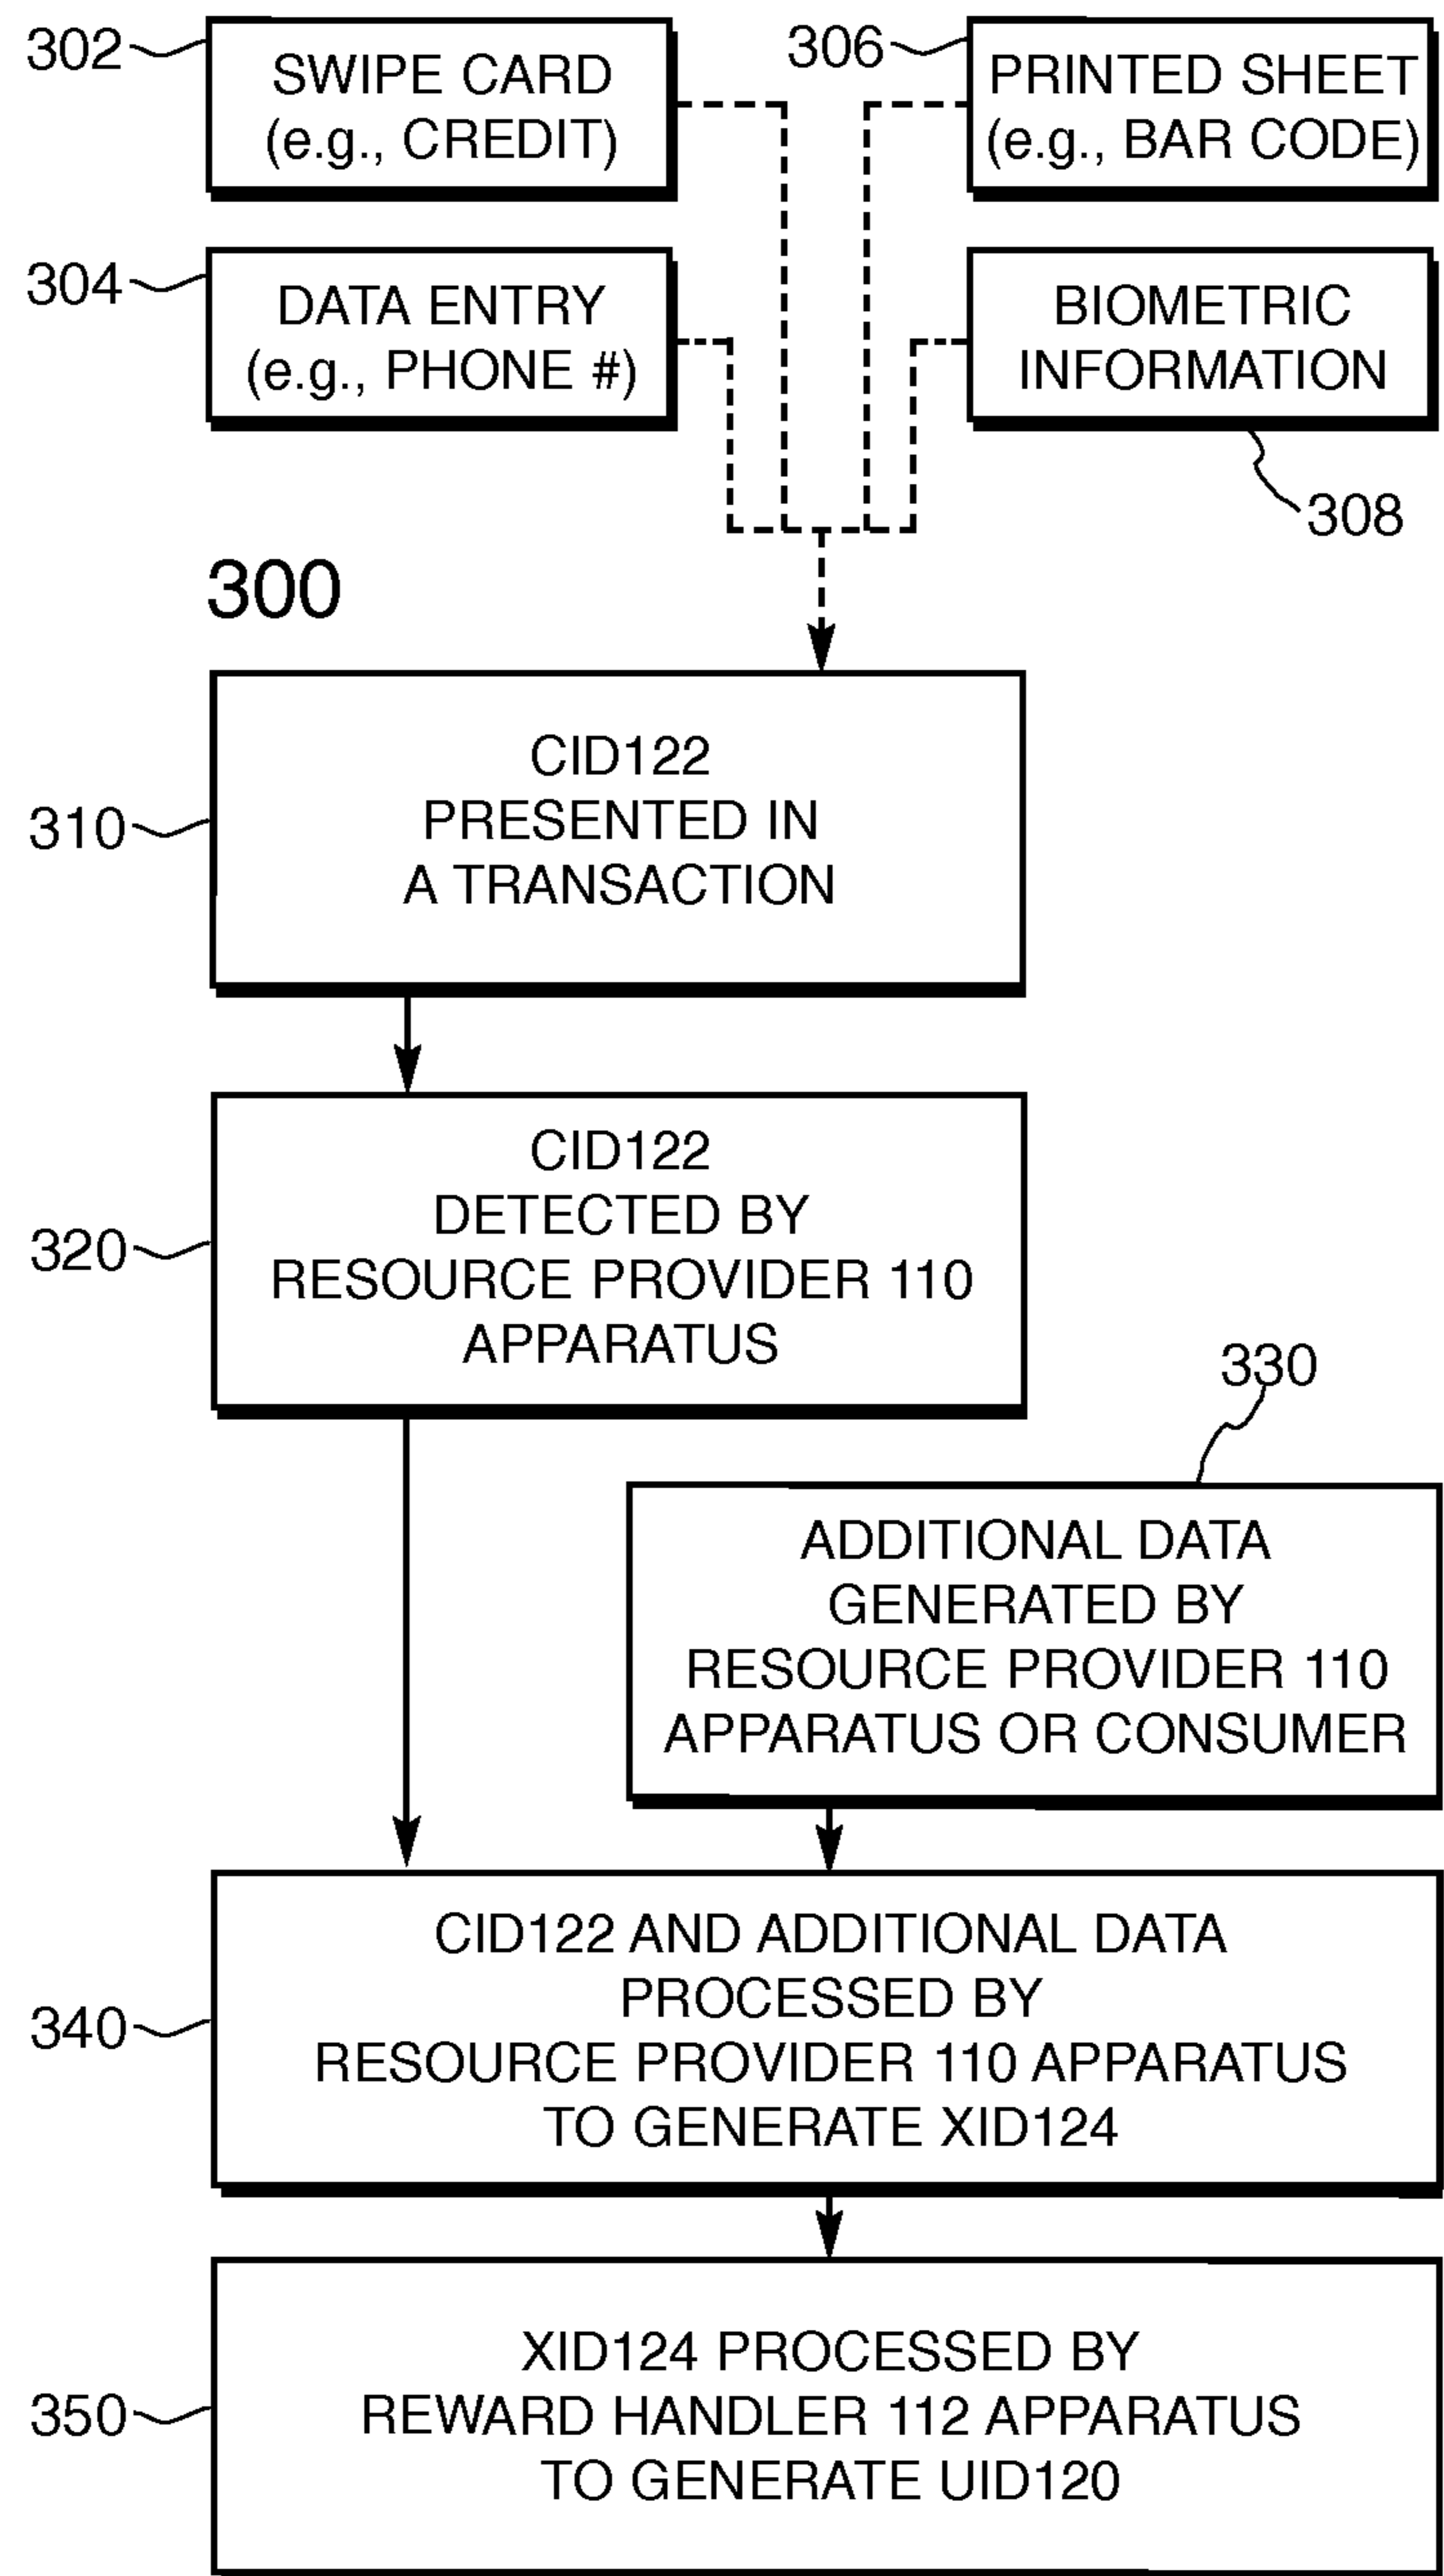 302
SWIPE CARD
(e.g., CREDIT)
306
PRINTED SHEET
(e.g., BAR CODE)
304
DATA ENTRY
(e.g., PHONE #)
BIOMETRIC
INFORMATION
308
300
310
CID122
PRESENTED IN
A TRANSACTION
320
CID122
DETECTED BY
RESOURCE PROVIDER 110
APPARATUS
330
ADDITIONAL DATA
GENERATED BY
RESOURCE PROVIDER 110
APPARATUS OR CONSUMER
340
CID122 AND ADDITIONAL DATA
PROCESSED BY
RESOURCE PROVIDER 110 APPARATUS
TO GENERATE XID124
350
XID124 PROCESSED BY
REWARD HANDLER 112 APPARATUS
TO GENERATE UID120